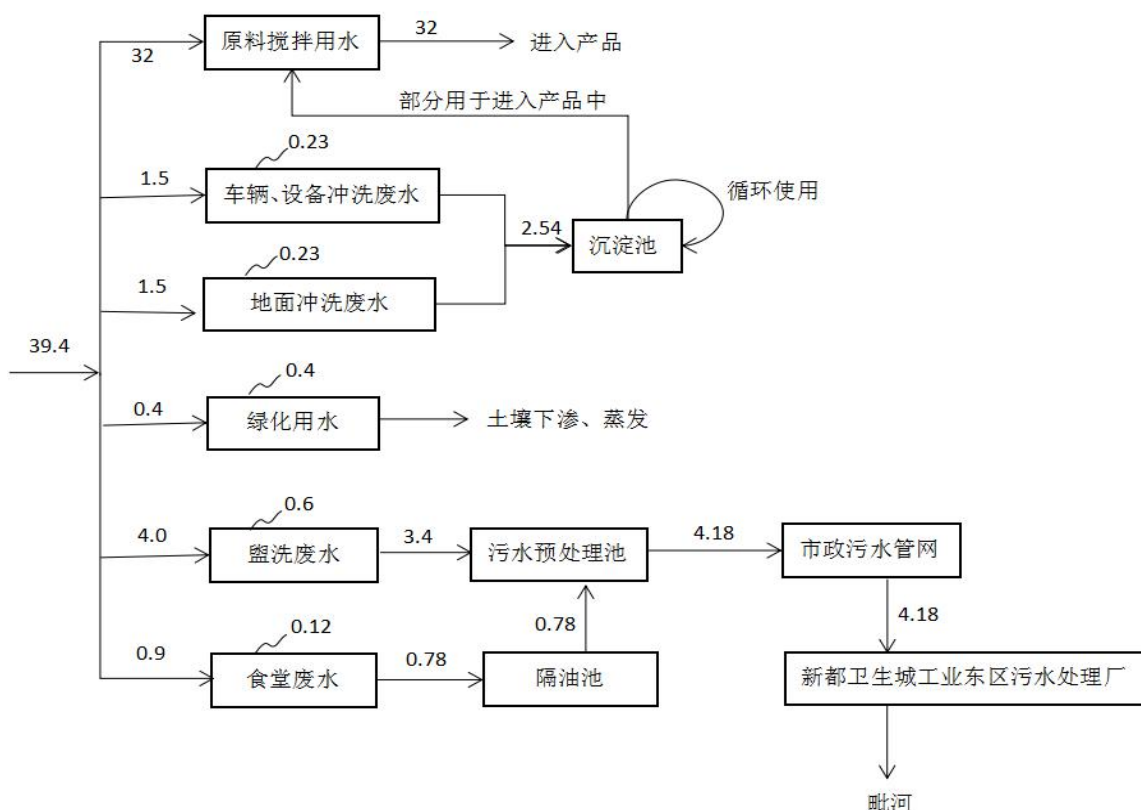 32
原料搅拌用水
32
进入产品
部分用于进入产品中
0.23
1.5
车辆、设备冲洗废水
循环使用
2.54
沉淀池
0.23
1.5
地面冲洗废水
39.4
0.4
0.4
绿化用水
土壤下渗、蒸发
0.6
4.0
盥洗废水
3.4
污水预处理池
4.18
市政污水管网
4.18
0.12
0.78
0.9
食堂废水
0.78
隔油池
新都卫生城工业东区污水处理厂
毗河